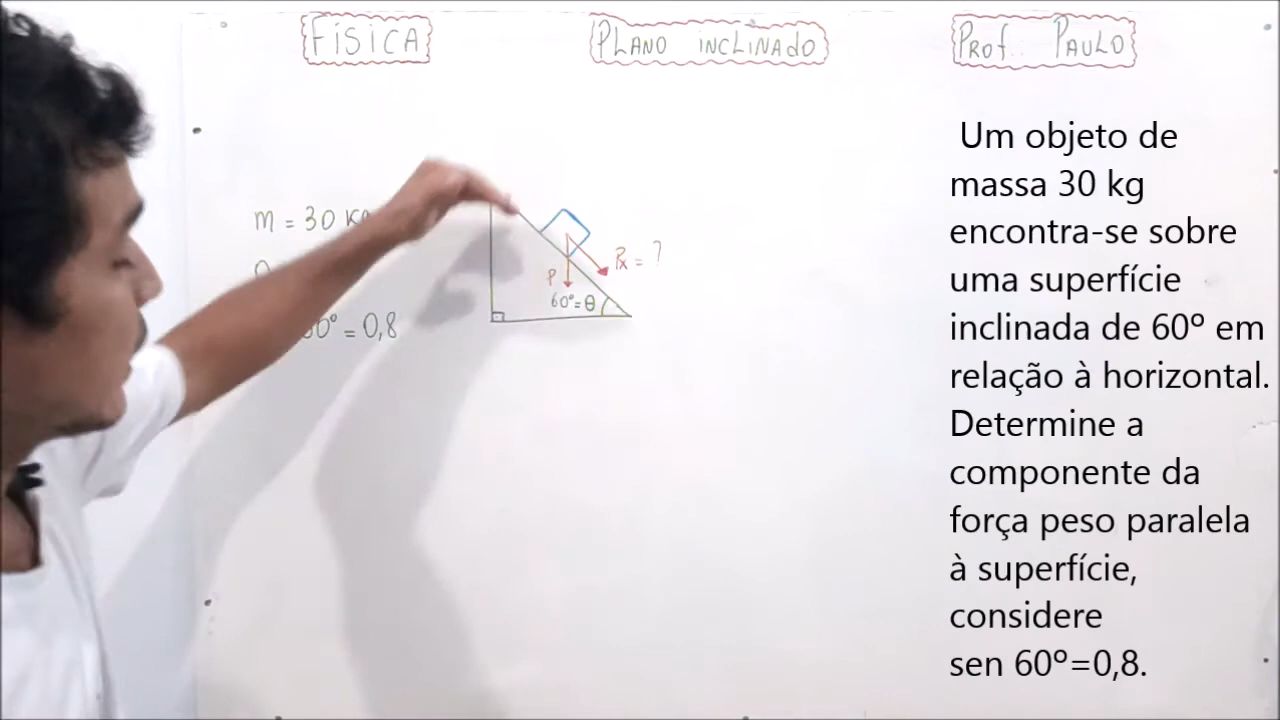 FÍSICA
PLANO INCLINADO
Prof. PAULO
m = 30 KG
60° = 0,8
P
Px = ?
60° = θ
Um objeto de
massa 30 kg
encontra-se sobre
uma superfície
inclinada de 60º em
relação à horizontal.
Determine a
componente da
força peso paralela
à superfície,
considere
sen 60º=0,8.